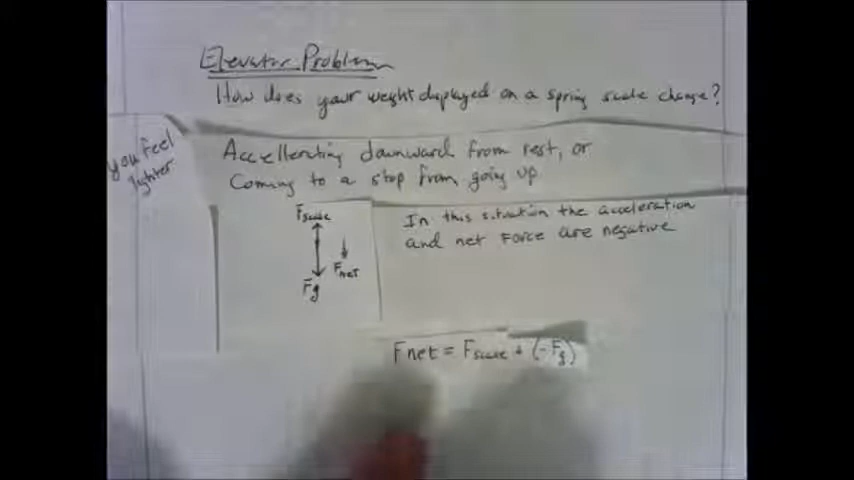 Elevator Problem
How does your weight displayed on a spring scale change?
you feel
lighter
Accellerating downward from rest, or
Coming to a stop from going up
Fscale
Fnet
Fg
In this situation the acceleration
and net force are negative
Fnet = Fscale + (-Fg)